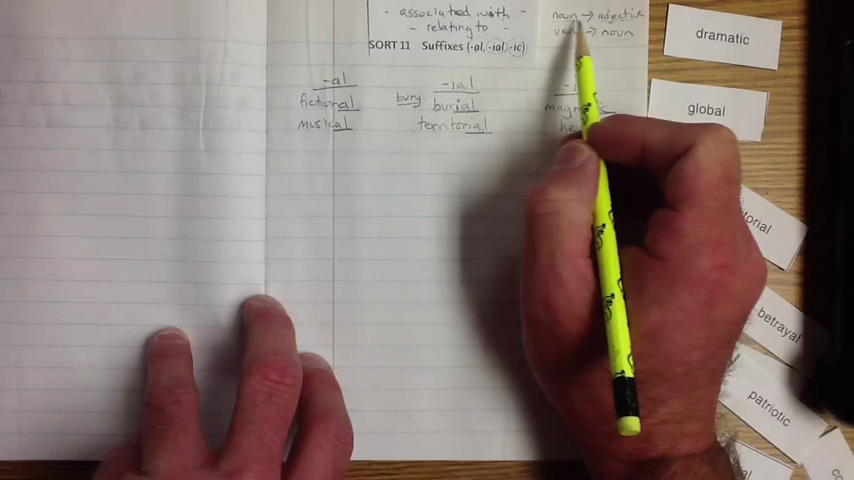 - associated with -
- relating to -
SORT 11 Suffixes (-al, -ial, -ic)
noun → adjective
→ noun
-al
fictional
musical
-ial
bury burial
territorial
dramatic
global
betrayal
patriotic